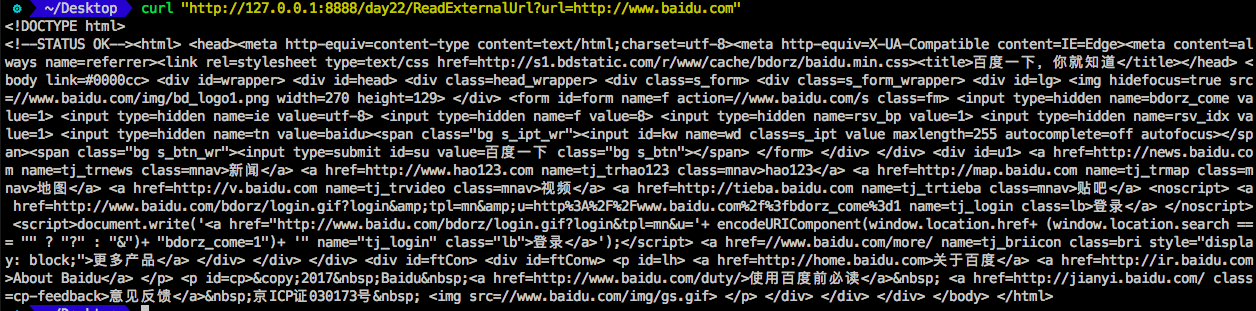 ~/Desktop curl "http://127.0.0.1:8888/day22/ReadExternalUrl?url=http://www.baidu.com"
<!DOCTYPE html>
<!--STATUS OK--><html> <head><meta http-equiv=content-type content=text/html;charset=utf-8><meta http-equiv=X-UA-Compatible content=IE=Edge><meta content=al
ways name=referrer><link rel=stylesheet type=text/css href=http://s1.bdstatic.com/r/www/cache/bdorz/baidu.min.css><title>百度一下，你就知道</title></head> <
body link=#0000cc> <div id=wrapper> <div id=head> <div class=head_wrapper> <div class=s_form> <div class=s_form_wrapper> <div id=lg> <img hidefocus=true src
=//www.baidu.com/img/bd_logo1.png width=270 height=129> </div> <form id=form name=f action=//www.baidu.com/s class=fm> <input type=hidden name=bdorz_come va
lue=1> <input type=hidden name=ie value=utf-8> <input type=hidden name=f value=8> <input type=hidden name=rsv_bp value=1> <input type=hidden name=rsv_idx va
lue=1> <input type=hidden name=tn value=baidu><span class="bg s_ipt_wr"><input id=kw name=wd class=s_ipt value maxlength=255 autocomplete=off autofocus></sp
an><span class="bg s_btn_wr"><input type=submit id=su value=百度一下 class="bg s_btn"></span> </form> </div> </div> <div id=u1> <a href=http://news.baidu.co
m name=tj_trnews class=mnav>新闻</a> <a href=http://www.hao123.com name=tj_trhao123 class=mnav>hao123</a> <a href=http://map.baidu.com name=tj_trmap class=m
nav>地图</a> <a href=http://v.baidu.com name=tj_trvideo class=mnav>视频</a> <a href=http://tieba.baidu.com name=tj_trtieba class=mnav>贴吧</a> <noscript> <a
 href=http://www.baidu.com/bdorz/login.gif?login&amp;tpl=mn&amp;u=http%3A%2F%2Fwww.baidu.com%2f%3fbdorz_come%3d1 name=tj_login class=lb>登录</a> </noscript>
 <script>document.write('<a href="http://www.baidu.com/bdorz/login.gif?login&tpl=mn&u='+ encodeURIComponent(window.location.href+ (window.location.search ==
= "" ? "?" : "&")+ "bdorz_come=1")+ '" name="tj_login" class="lb">登录</a>');</script> <a href=//www.baidu.com/more/ name=tj_briicon class=bri style="displa
y: block;">更多产品</a> </div> </div> </div> <div id=ftCon> <div id=ftConw> <p id=lh> <a href=http://home.baidu.com>关于百度</a> <a href=http://ir.baidu.com
>About Baidu</a> </p> <p id=cp>&copy;2017&nbsp;Baidu&nbsp;<a href=http://www.baidu.com/duty/>使用百度前必读</a>&nbsp; <a href=http://jianyi.baidu.com/ class
=cp-feedback>意见反馈</a>&nbsp;京ICP证030173号&nbsp; <img src=//www.baidu.com/img/gs.gif> </p> </div> </div> </div> </body> </html>
~/Desktop